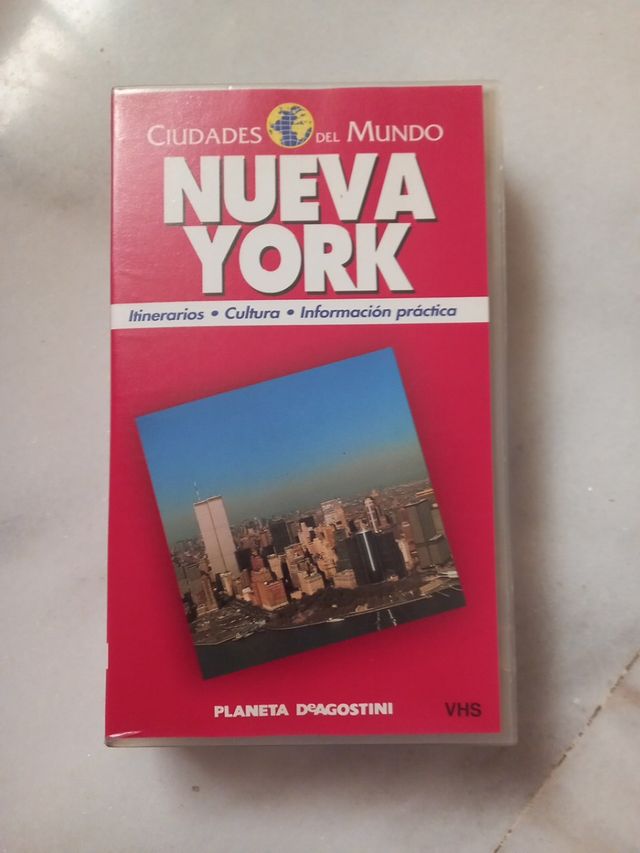 CIUDADES DEL MUNDO
NUEVA
YORK
Itinerarios • Cultura • Información práctica
PLANETA DeAGOSTINI
VHS